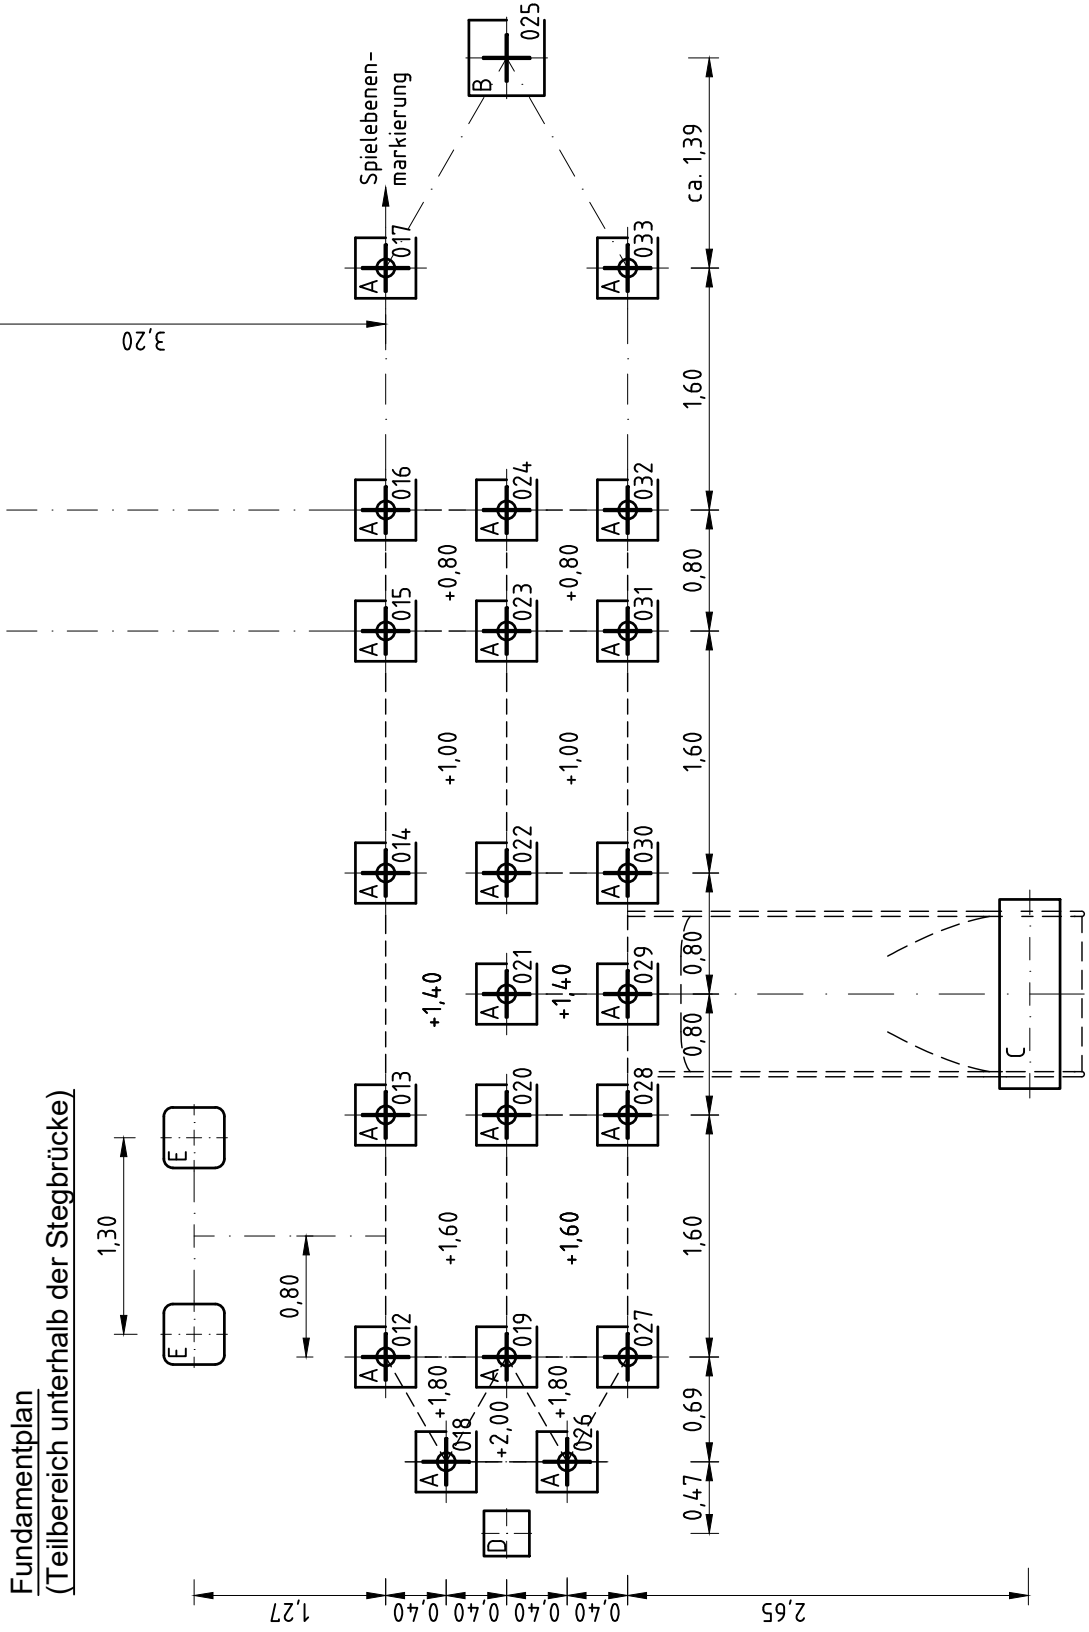 Fundamentplan
(Teilbereich unterhalb der Stegbrücke)
Spielebenen-
markierung
3,20
1,30
0,80
E
E
A 012
A 013
A 014
A 015
A 016
A 017
A 018
A 019
A 020
A 021
A 022
A 023
A 024
B 025
A 026
A 027
A 028
A 029
A 030
A 031
A 032
A 033
C
D
+1,80
+2,00
+1,80
+1,60
+1,60
+1,40
+1,40
+1,00
+1,00
+0,80
+0,80
0,47
0,69
1,60
0,80
0,80
1,60
0,80
1,60
ca. 1,39
1,27
0,40
0,40
0,40
0,40
2,65